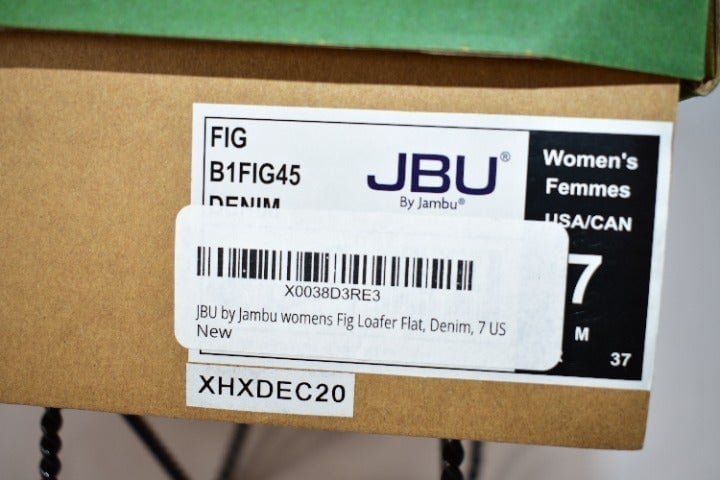 FIG
B1FIG45
DENIM
JBU®
By Jambu®
Women's
Femmes
USA/CAN
7
M
37
X0038D3RE3
JBU by Jambu womens Fig Loafer Flat, Denim, 7 US
New
XHXDEC20